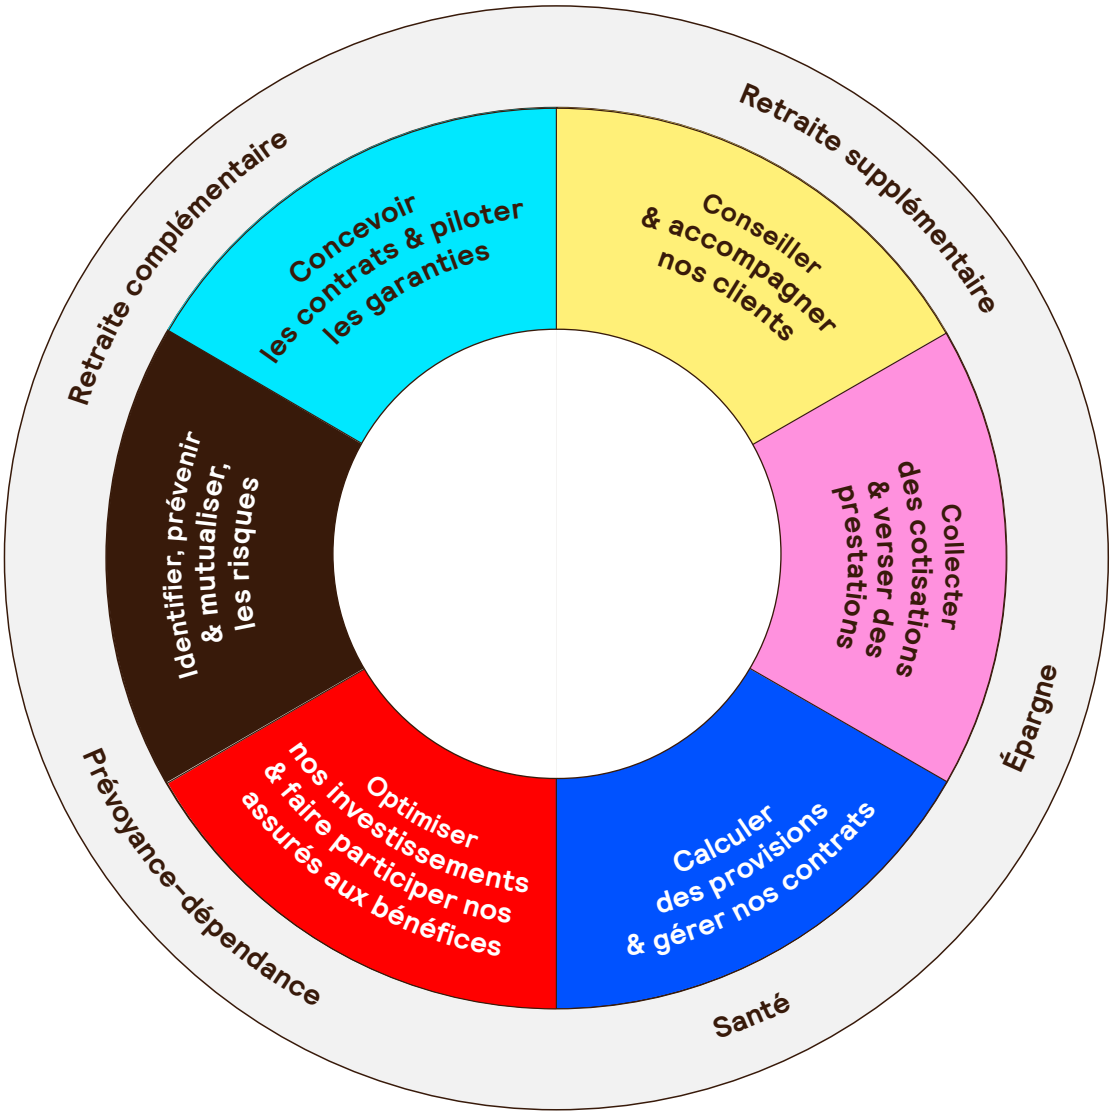 Retraite supplémentaire
Épargne
Santé
Prévoyance-dépendance
Retraite complémentaire
Conseiller
& accompagner
nos clients
Collecter
des cotisations
& verser des
prestations
Calculer
des provisions
& gérer nos contrats
Optimiser
nos investissements
& faire participer nos
assurés aux bénéfices
Identifier, prévenir
& mutualiser,
les risques
Concevoir
les contrats & piloter
les garanties